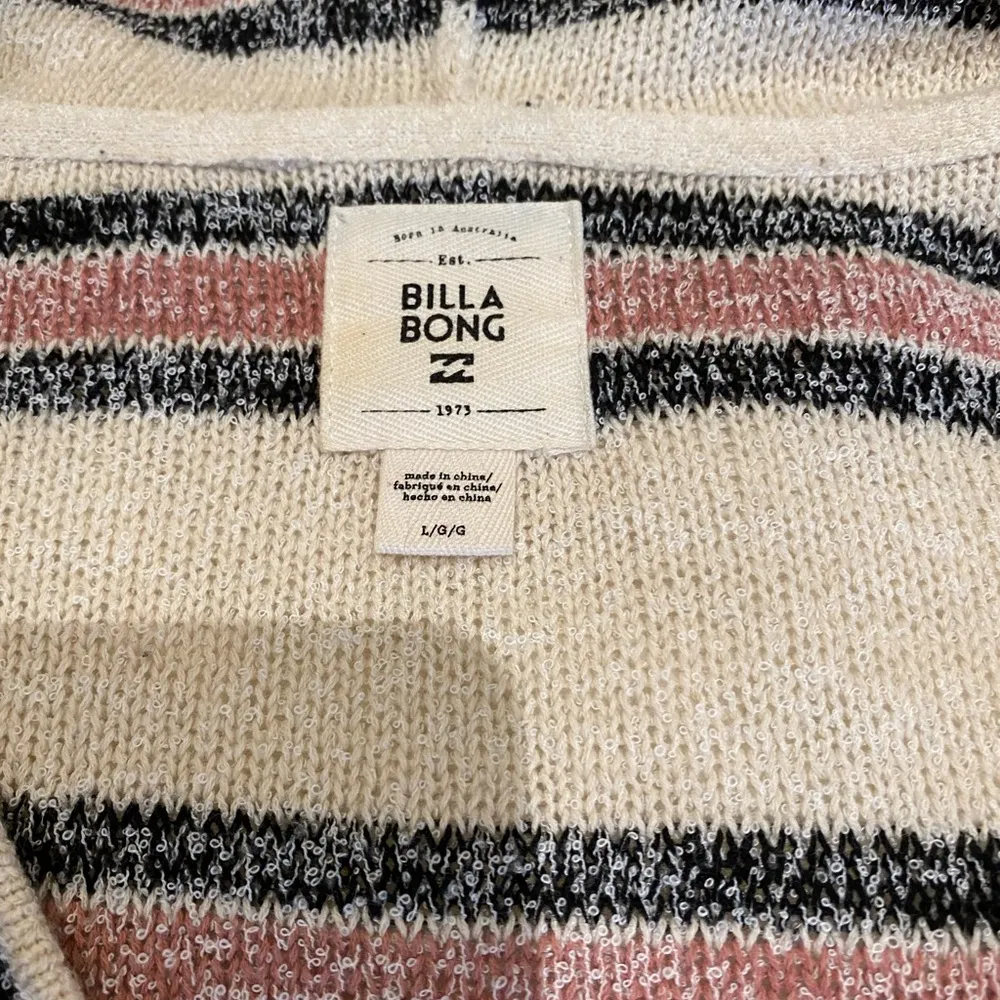 Born in Australia
Est.
BILLA
BONG
1973
made in china/
fabriqué en chine/
hecho en china
L/G/G